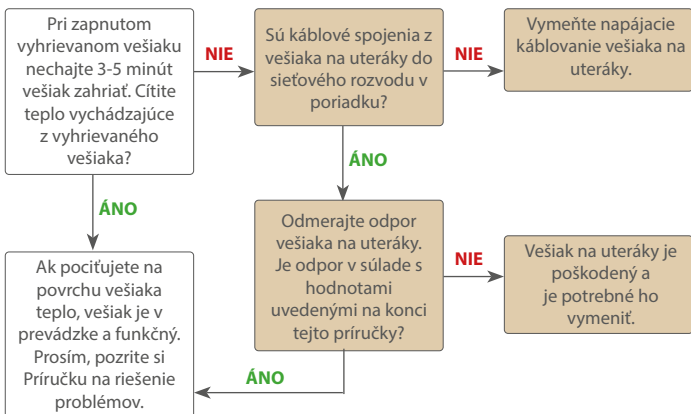 Pri zapnutom
vyhrievanom vešiaku
nechajte 3-5 minút
vešiak zahriať. Cítite
teplo vychádzajúce
z vyhrievaného
vešiaka?
NIE
Sú káblové spojenia z
vešiaka na uteráky do
sieťového rozvodu v
poriadku?
NIE
Vymeňte napájacie
káblovanie vešiaka na
uteráky.
ÁNO
ÁNO
Odmerajte odpor
vešiaka na uteráky.
Je odpor v súlade s
hodnotami
uvedenými na konci
tejto príručky?
NIE
Vešiak na uteráky je
poškodený a
je potrebné ho
vymeniť.
Ak pociťujete na
povrchu vešiaka
teplo, vešiak je v
prevádzke a funkčný.
Prosím, pozrite si
Príručku na riešenie
problémov.
ÁNO